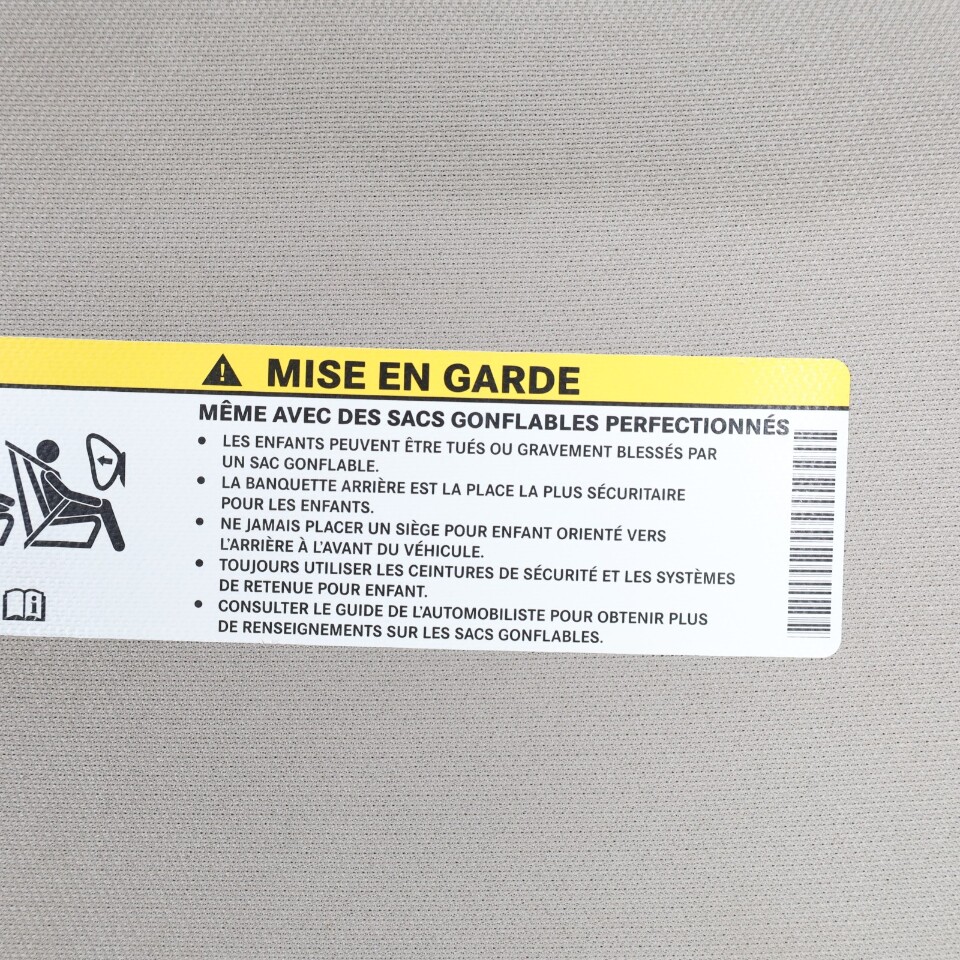 MISE EN GARDE
MÊME AVEC DES SACS GONFLABLES PERFECTIONNÉS
• LES ENFANTS PEUVENT ÊTRE TUÉS OU GRAVEMENT BLESSÉS PAR
UN SAC GONFLABLE.
• LA BANQUETTE ARRIÈRE EST LA PLACE LA PLUS SÉCURITAIRE
POUR LES ENFANTS.
• NE JAMAIS PLACER UN SIÈGE POUR ENFANT ORIENTÉ VERS
L'ARRIÈRE À L'AVANT DU VÉHICULE.
• TOUJOURS UTILISER LES CEINTURES DE SÉCURITÉ ET LES SYSTÈMES
DE RETENUE POUR ENFANT.
• CONSULTER LE GUIDE DE L'AUTOMOBILISTE POUR OBTENIR PLUS
DE RENSEIGNEMENTS SUR LES SACS GONFLABLES.